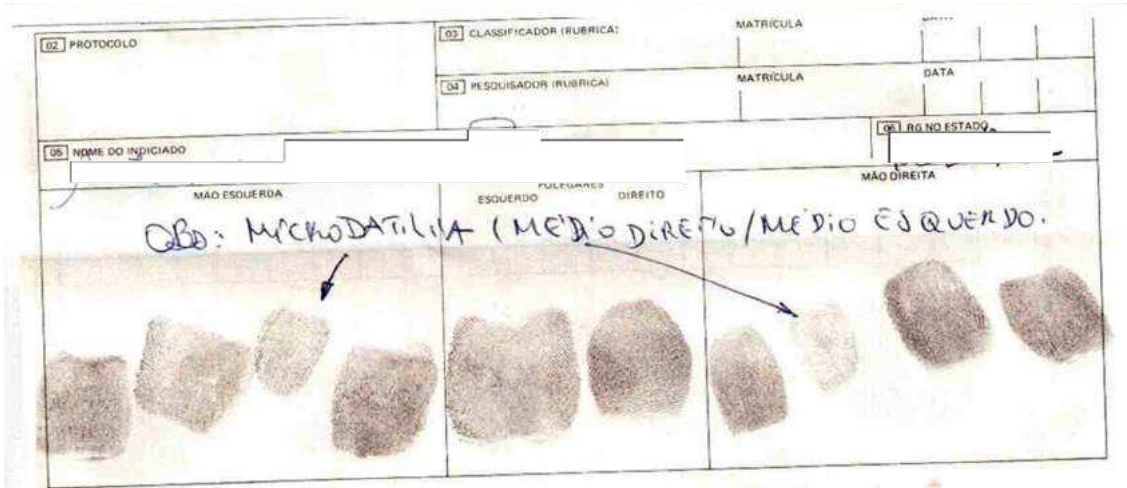 03 CLASSIFICADOR (RUBRICA) MATRÍCULA DATA
02 PROTOCOLO
04 PESQUISADOR (RUBRICA) MATRÍCULA DATA
05 NOME DO INDICIADO 06 RG NO ESTADO
MÃO ESQUERDA POLEGARES MÃO DIREITA
ESQUERDO DIREITO
MICRODATILIA (MÉDIO DIREITO/MÉDIO ESQUERDO.